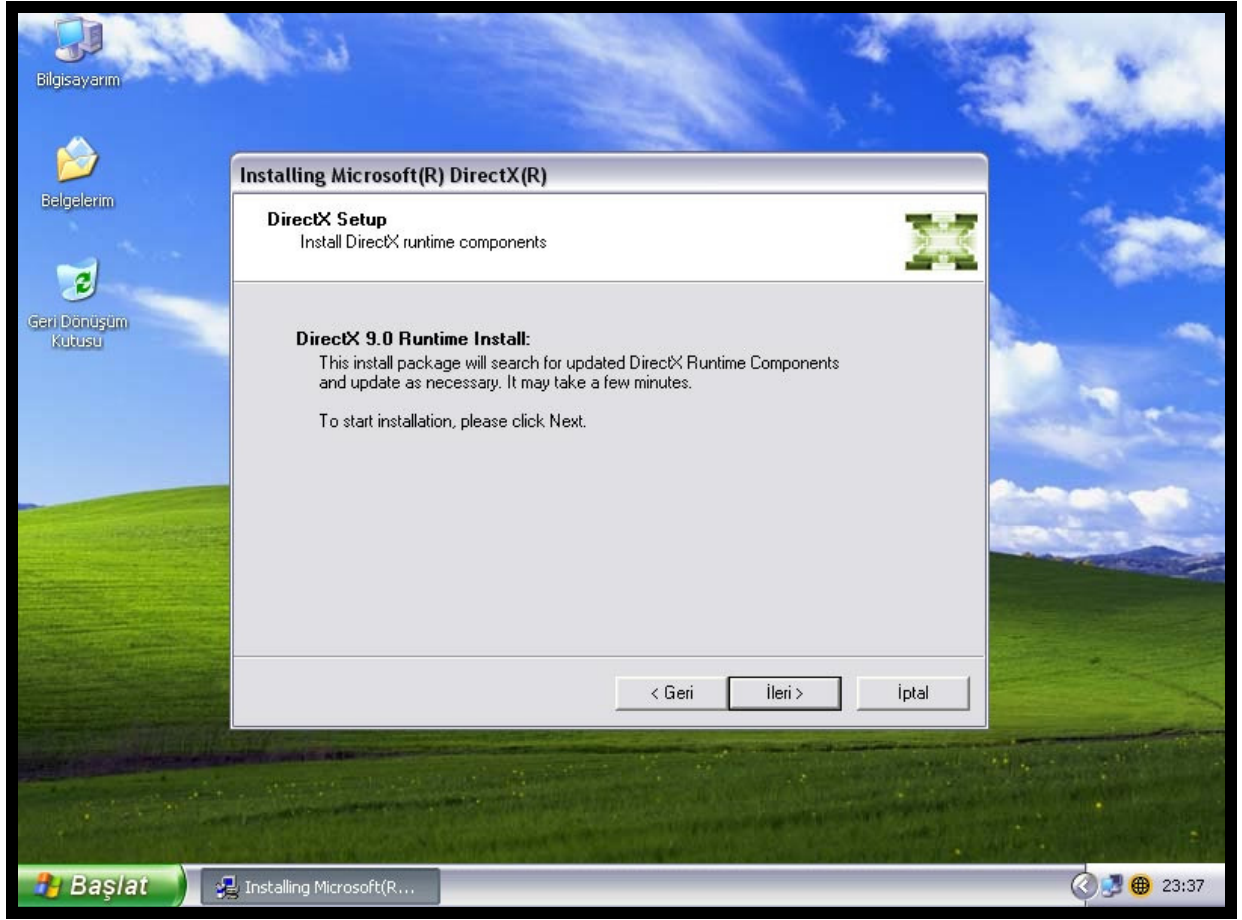 Bilgisayarım
Belgelerim
Geri Dönüşüm
Kutusu
Installing Microsoft(R) DirectX(R)
DirectX Setup
Install DirectX runtime components
DirectX 9.0 Runtime Install:
This install package will search for updated DirectX Runtime Components
and update as necessary. It may take a few minutes.
To start installation, please click Next.
< Geri
İleri >
İptal
Başlat
Installing Microsoft(R...
23:37